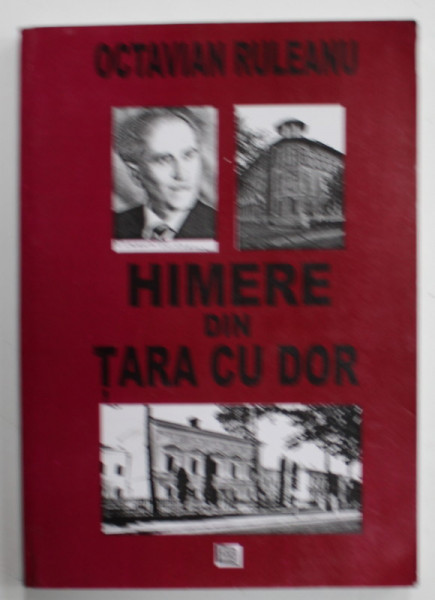 OCTAVIAN RULEANU
HIMERE
DIN
ȚARA CU DOR